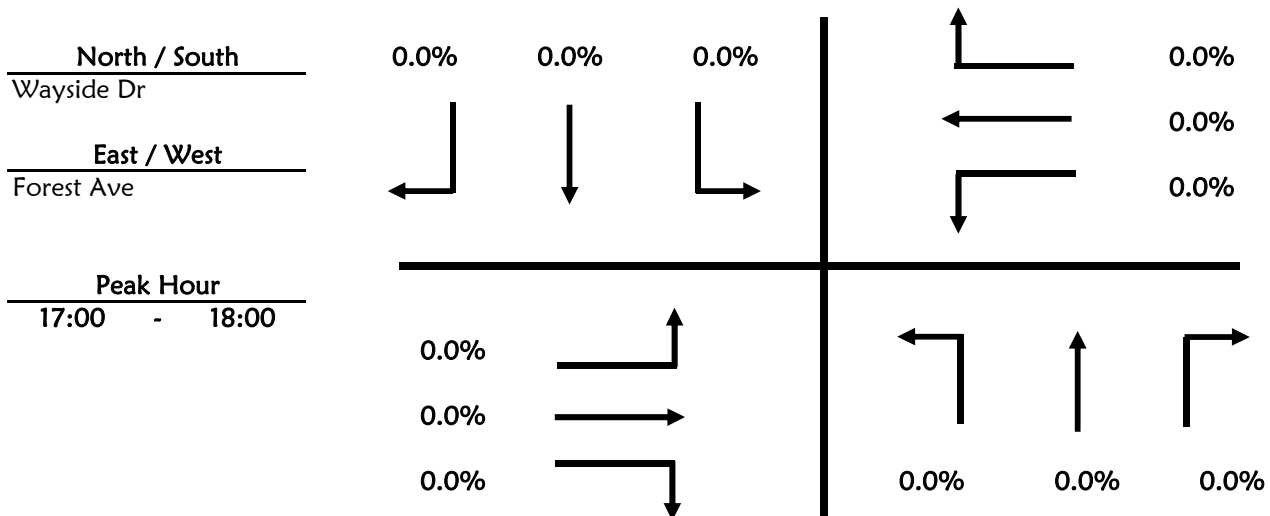 North / South
0.0% 0.0% 0.0%
0.0%
Wayside Dr
0.0%
East / West
Forest Ave
0.0%
Peak Hour
17:00 - 18:00
0.0%
0.0%
0.0%
0.0% 0.0% 0.0%